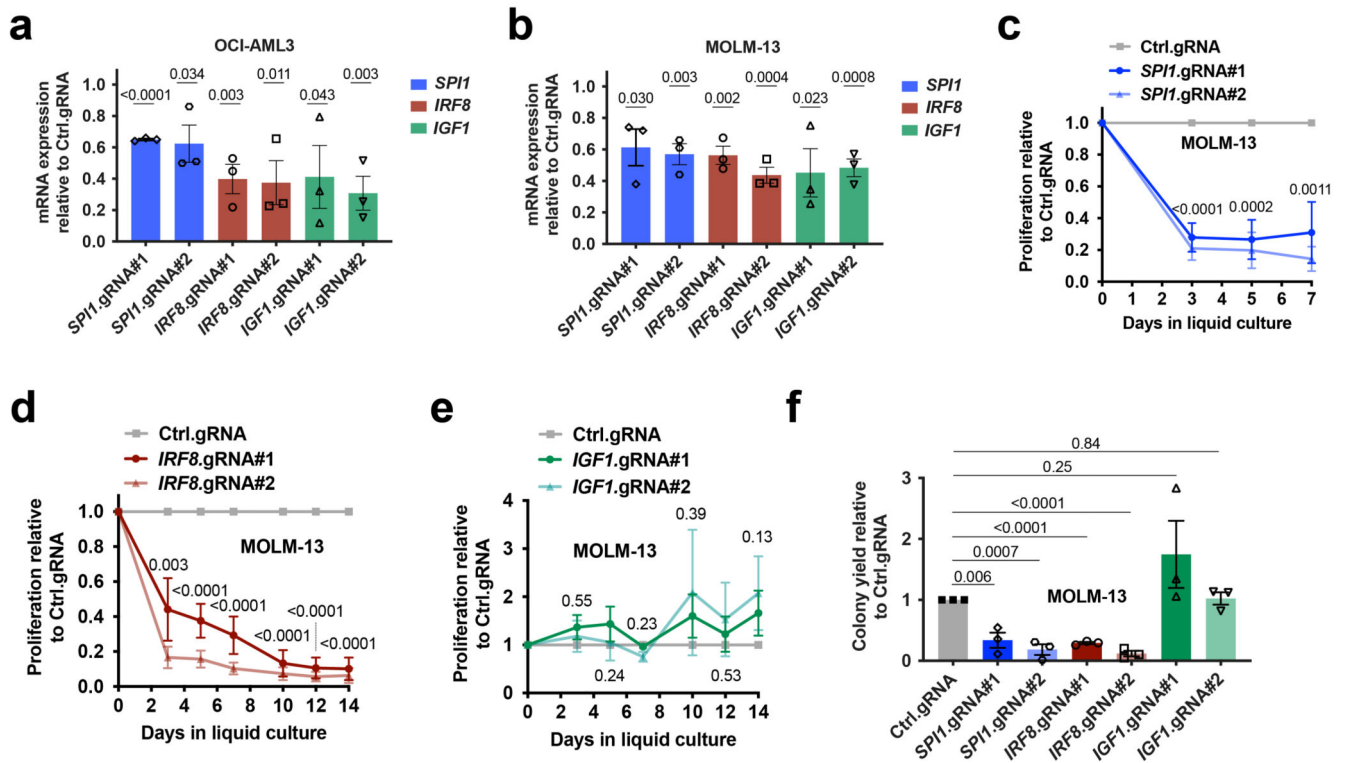 a
OCI-AML3
mRNA expression
relative to Ctrl.gRNA
1.0
0.8
0.6
0.4
0.2
0.0
<0.0001
0.034
0.003
0.011
0.043
0.003
SPI1
IRF8
IGF1
SPI1.gRNA#1
SPI1.gRNA#2
IRF8.gRNA#1
IRF8.gRNA#2
IGF1.gRNA#1
IGF1.gRNA#2
b
MOLM-13
mRNA expression
relative to Ctrl.gRNA
1.0
0.8
0.6
0.4
0.2
0.0
0.030
0.003
0.002
0.0004
0.023
0.0008
SPI1
IRF8
IGF1
SPI1.gRNA#1
SPI1.gRNA#2
IRF8.gRNA#1
IRF8.gRNA#2
IGF1.gRNA#1
IGF1.gRNA#2
c
Ctrl.gRNA
SPI1.gRNA#1
SPI1.gRNA#2
MOLM-13
Proliferation relative
to Ctrl.gRNA
1.0
0.8
0.6
0.4
0.2
0.0
<0.0001
0.0002
0.0011
0 1 2 3 4 5 6 7
Days in liquid culture
d
Ctrl.gRNA
IRF8.gRNA#1
IRF8.gRNA#2
MOLM-13
Proliferation relative
to Ctrl.gRNA
1.0
0.8
0.6
0.4
0.2
0.0
0.003
<0.0001
<0.0001
<0.0001
<0.0001
<0.0001
0 2 4 6 8 10 12 14
Days in liquid culture
e
Ctrl.gRNA
IGF1.gRNA#1
IGF1.gRNA#2
MOLM-13
Proliferation relative
to Ctrl.gRNA
4
3
2
1
0
0.55
0.24
0.23
0.39
0.53
0.13
0 2 4 6 8 10 12 14
Days in liquid culture
f
0.84
0.25
<0.0001
<0.0001
0.0007
0.006
MOLM-13
Colony yield relative
to Ctrl.gRNA
3
2
1
0
Ctrl.gRNA
SPI1.gRNA#1
SPI1.gRNA#2
IRF8.gRNA#1
IRF8.gRNA#2
IGF1.gRNA#1
IGF1.gRNA#2